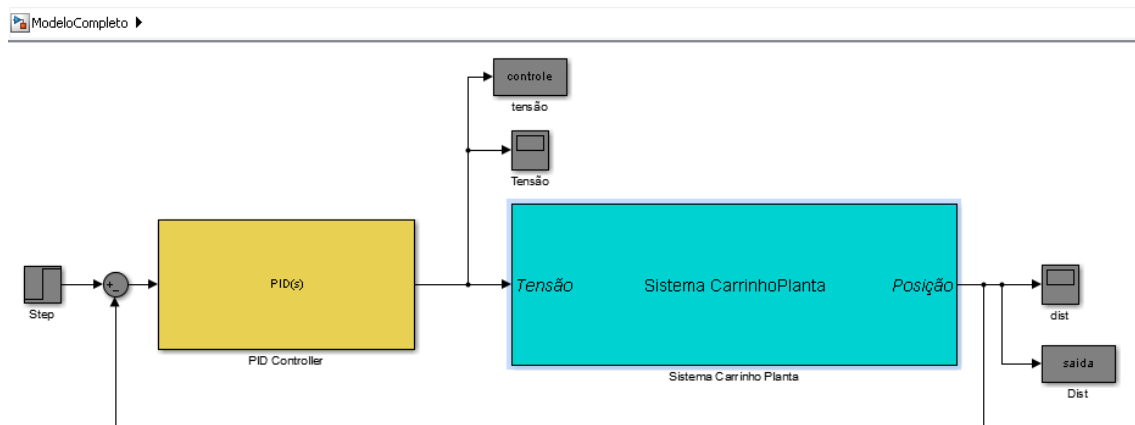 ModeloCompleto
controle
tensão
Tensão
Step
+
-
PID(s)
PID Controller
Tensão
Sistema CarrinhoPlanta
Posição
Sistema Carrinho Planta
dist
saida
Dist